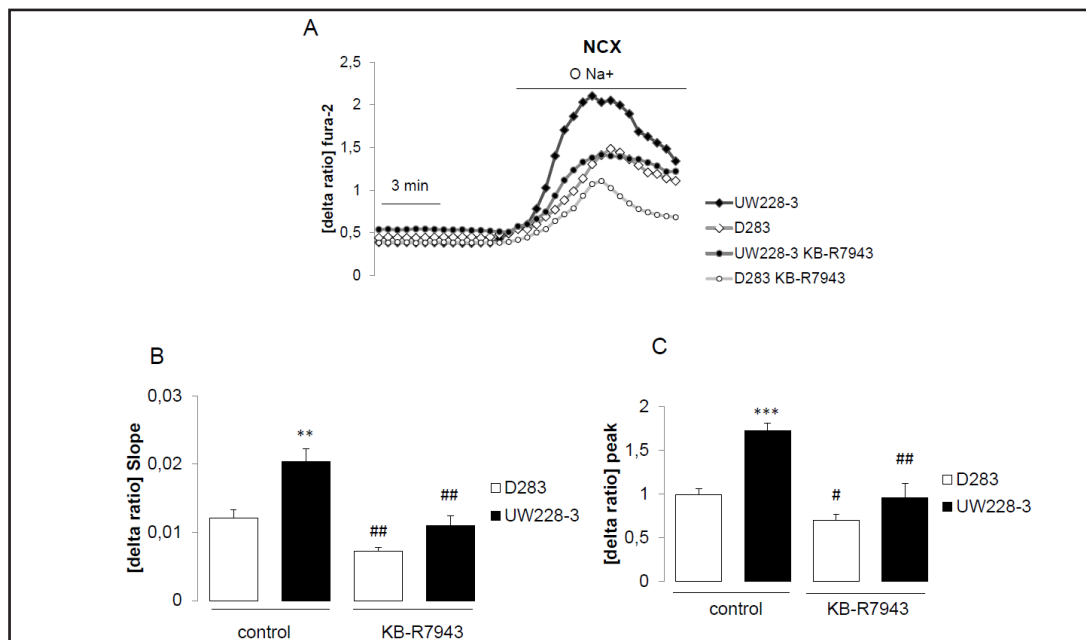 A
NCX
O Na+
[delta ratio] fura-2
2,5
2
1,5
1
0,5
0
3 min
UW228-3
D283
UW228-3 KB-R7943
D283 KB-R7943
B
[delta ratio] Slope
0,03
0,02
0,01
0
**
##
##
D283
UW228-3
control
KB-R7943
C
[delta ratio] peak
2
1,5
1
0,5
0
***
#
##
D283
UW228-3
control
KB-R7943